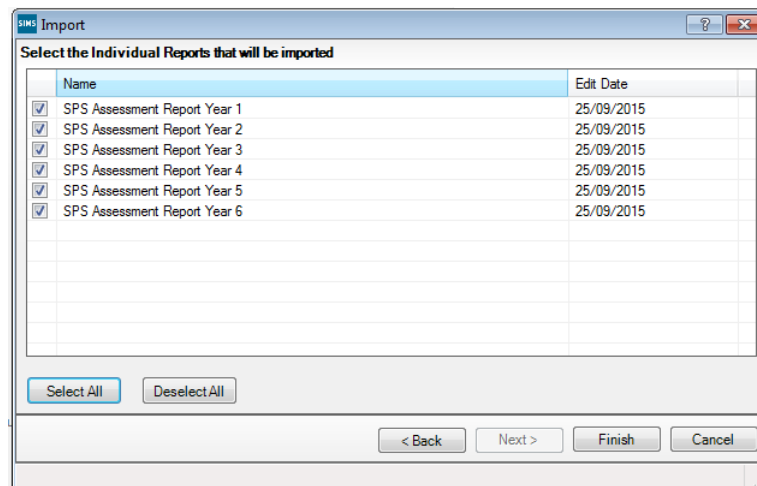 SIMS Import
Select the Individual Reports that will be imported
Name Edit Date
SPS Assessment Report Year 1 25/09/2015
SPS Assessment Report Year 2 25/09/2015
SPS Assessment Report Year 3 25/09/2015
SPS Assessment Report Year 4 25/09/2015
SPS Assessment Report Year 5 25/09/2015
SPS Assessment Report Year 6 25/09/2015
Select All Deselect All
< Back Next > Finish Cancel